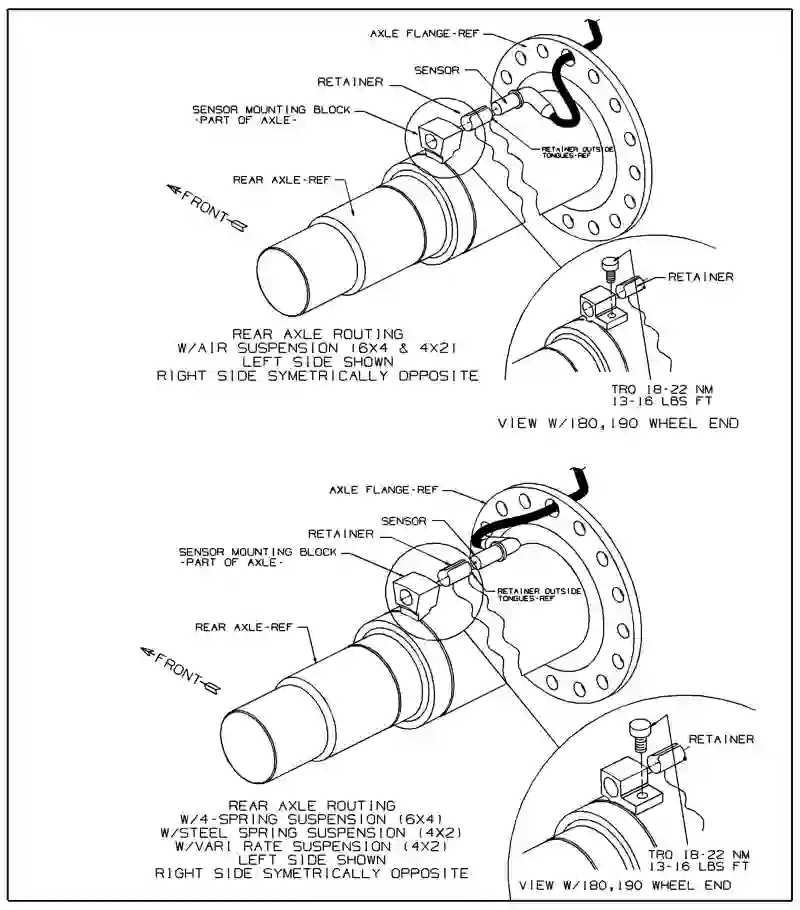 AXLE FLANGE-REF
SENSOR
RETAINER
SENSOR MOUNTING BLOCK
-PART OF AXLE-
RETAINER OUTSIDE
TONGUES-REF
REAR AXLE-REF
FRONT
RETAINER
REAR AXLE ROUTING
W/AIR SUSPENSION (6X4 & 4X2)
LEFT SIDE SHOWN
RIGHT SIDE SYMETRICALLY OPPOSITE
TRQ 18-22 NM
13-16 LBS FT
VIEW W/180,190 WHEEL END
AXLE FLANGE-REF
SENSOR
RETAINER
SENSOR MOUNTING BLOCK
-PART OF AXLE-
RETAINER OUTSIDE
TONGUES-REF
REAR AXLE-REF
FRONT
RETAINER
REAR AXLE ROUTING
W/4-SPRING SUSPENSION (6X4)
W/STEEL SPRING SUSPENSION (4X2)
W/VARI RATE SUSPENSION (4X2)
LEFT SIDE SHOWN
RIGHT SIDE SYMETRICALLY OPPOSITE
TRQ 18-22 NM
13-16 LBS FT
VIEW W/180,190 WHEEL END